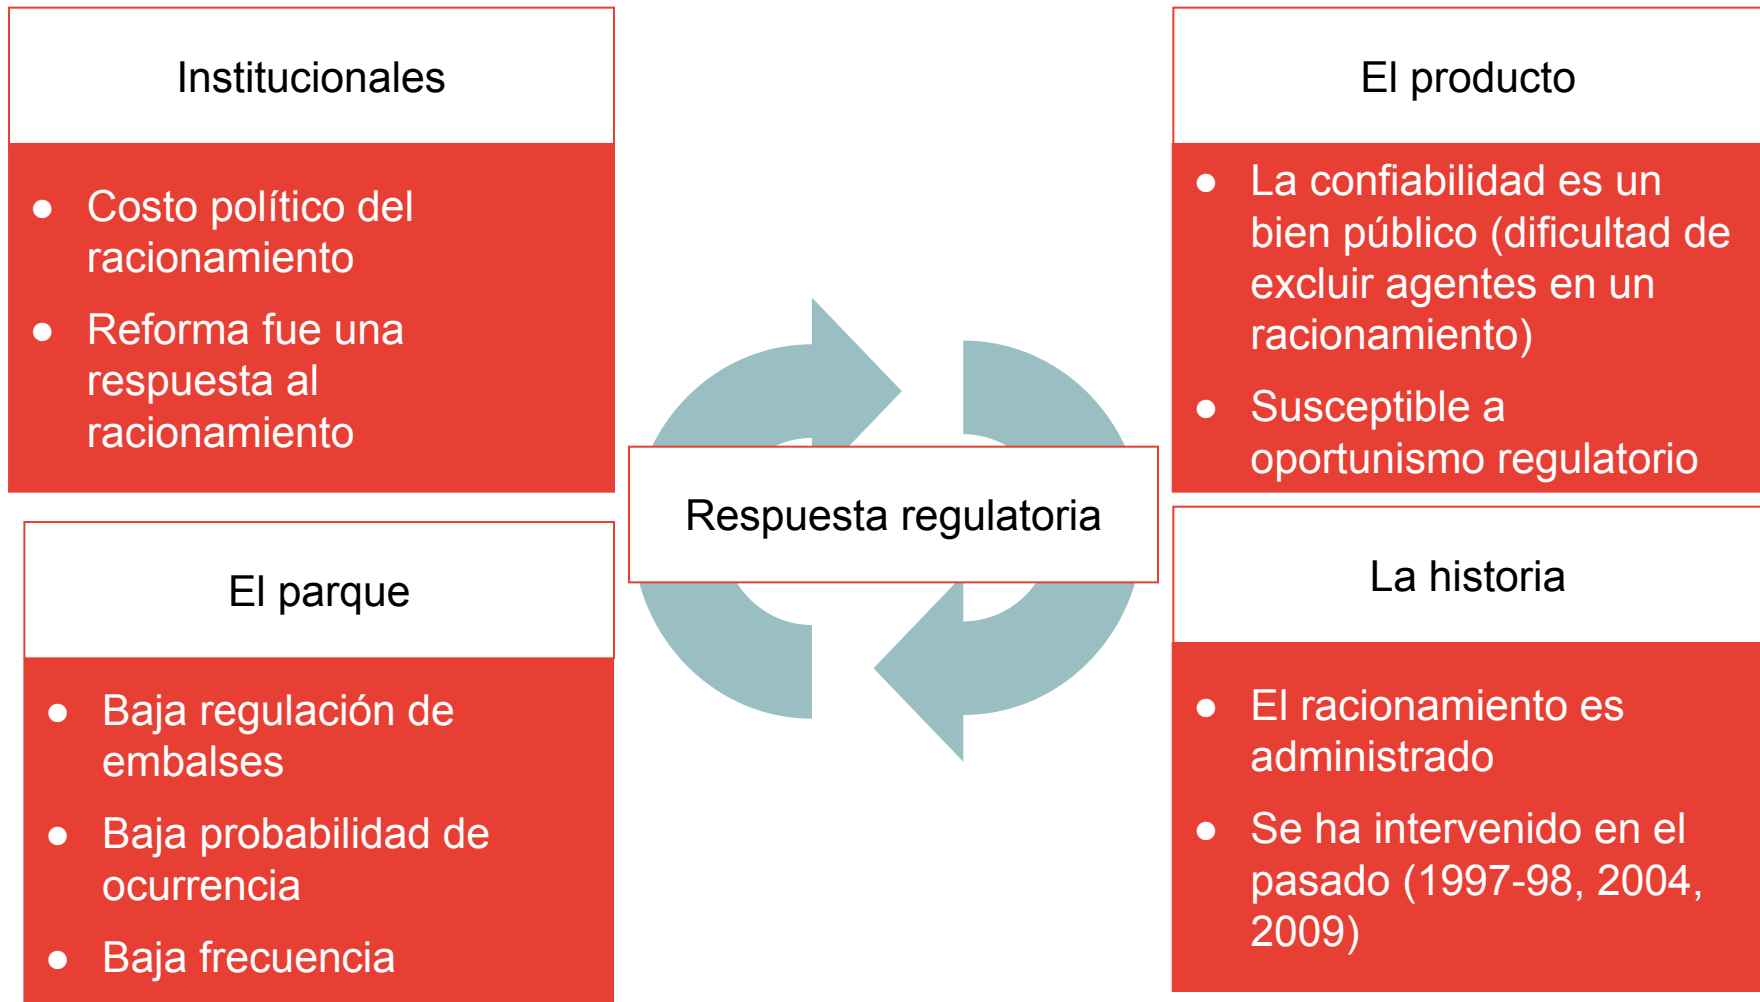 Institucionales
● Costo político del
racionamiento
● Reforma fue una
respuesta al
racionamiento
El producto
● La confiabilidad es un
bien público (dificultad de
excluir agentes en un
racionamiento)
● Susceptible a
oportunismo regulatorio
Respuesta regulatoria
El parque
● Baja regulación de
embalses
● Baja probabilidad de
ocurrencia
● Baja frecuencia
La historia
● El racionamiento es
administrado
● Se ha intervenido en el
pasado (1997-98, 2004,
2009)